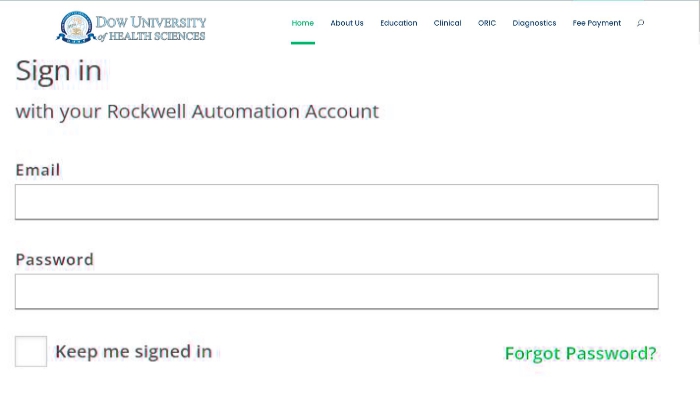 DOW UNIVERSITY
of HEALTH SCIENCES
Home About Us Education Clinical ORIC Diagnostics Fee Payment
Sign in
with your Rockwell Automation Account
Email
Password
Keep me signed in Forgot Password?